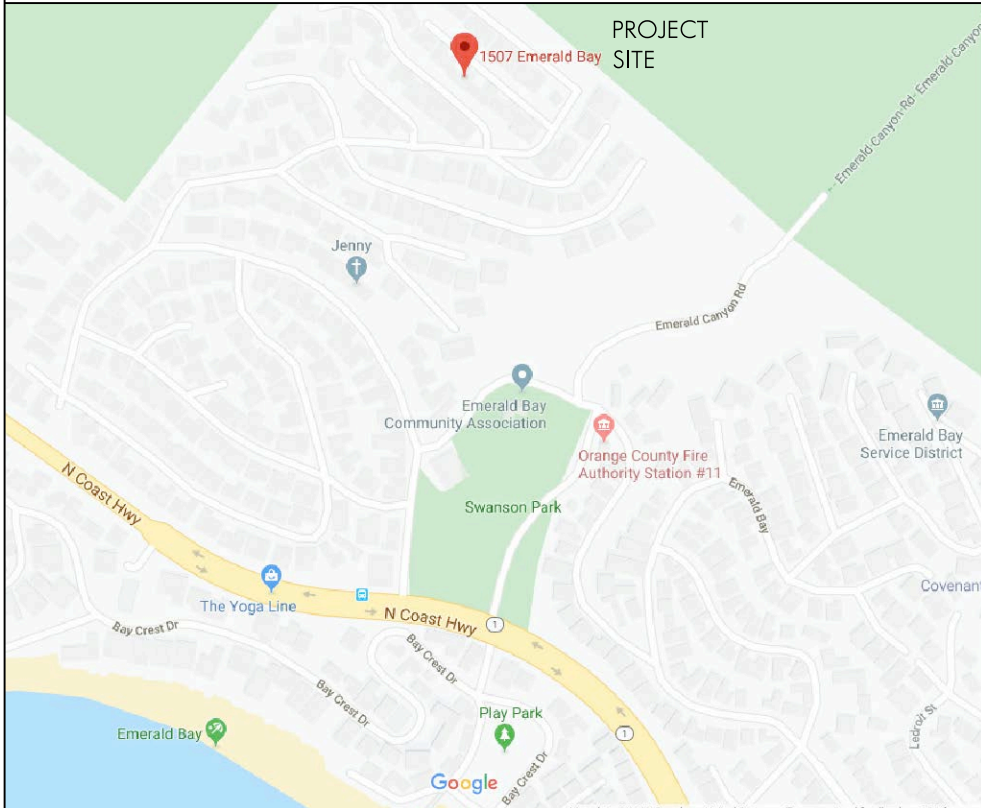 PROJECT
SITE
1507 Emerald Bay
Emerald Canyon Rd
Emerald Canyon
Jenny
Emerald Canyon Rd
Emerald Bay
Community Association
Orange County Fire
Authority Station #11
Emerald Bay
Service District
N Coast Hwy
Swanson Park
Emerald Bay
The Yoga Line
N Coast Hwy
1
Covenant
Bay Crest Dr
Bay Crest Dr
Bay Crest Dr
Play Park
Emerald Bay
1
Ledroit St
Bay Crest Dr
Google